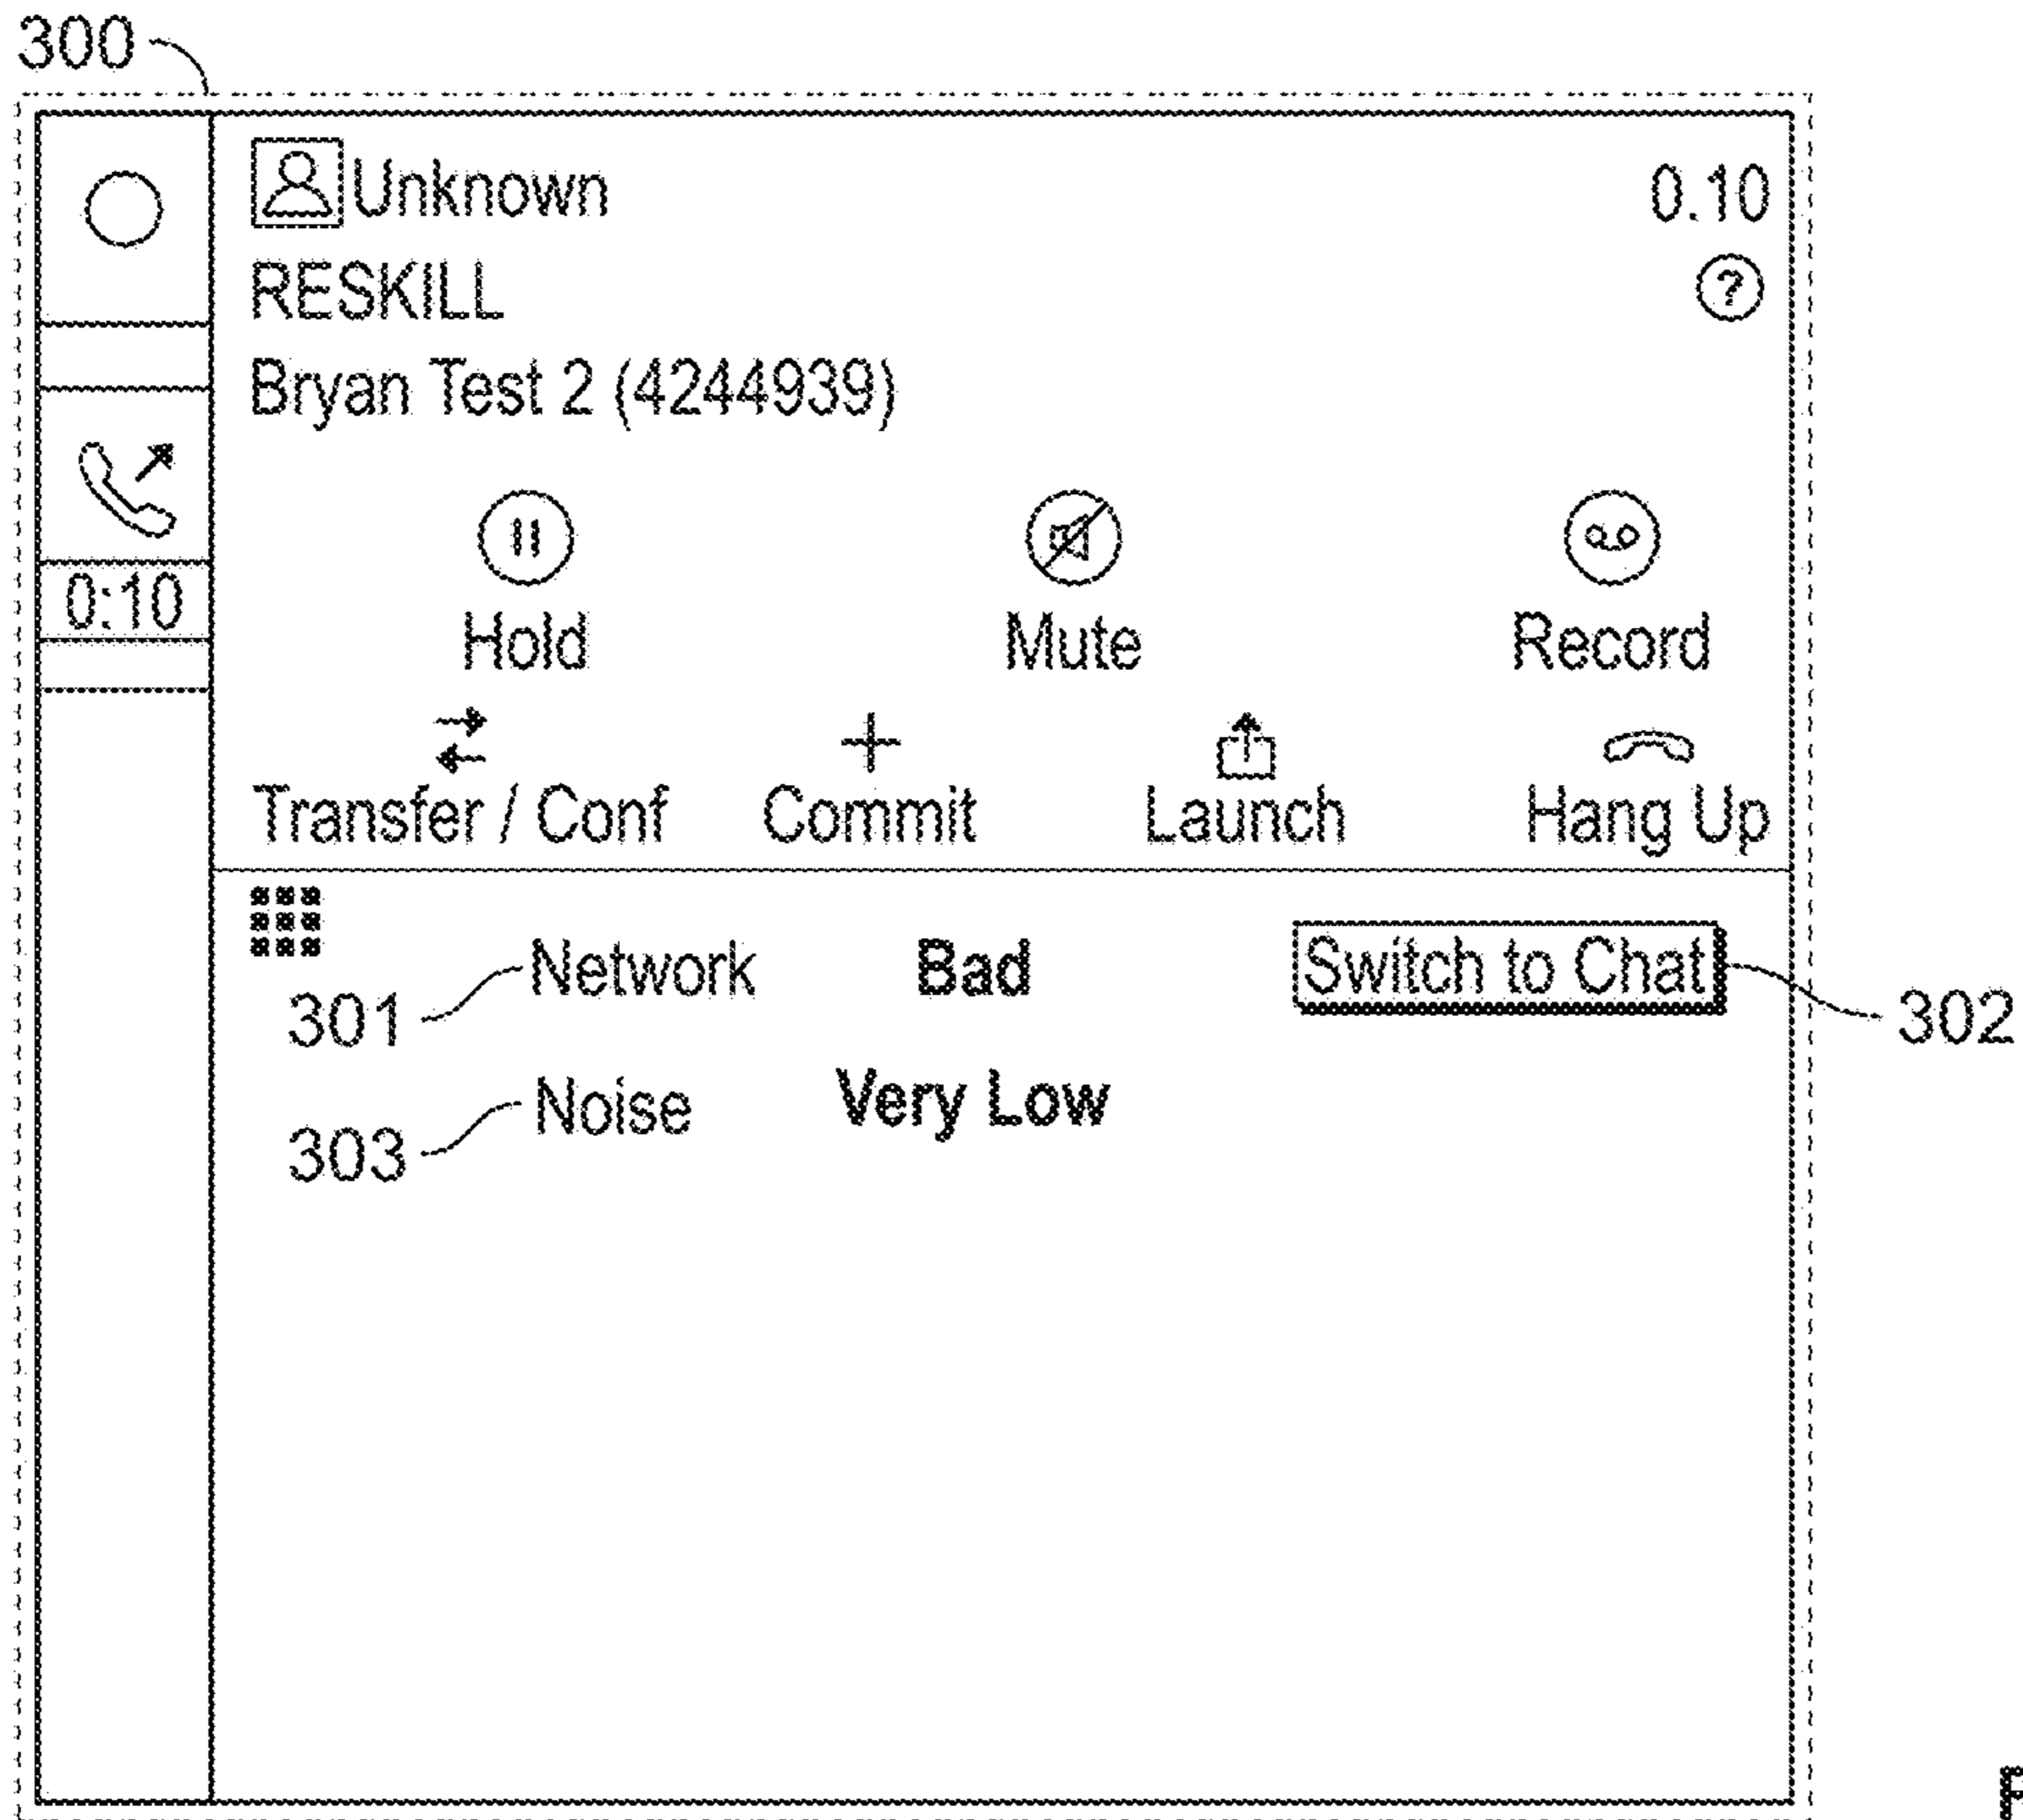 300
Unknown 0.10
RESKILL ?
Bryan Test 2 (4244939)
0:10
Hold Mute Record
Transfer / Conf Commit Launch Hang Up
Network Bad Switch to Chat
301 302
Noise Very Low
303